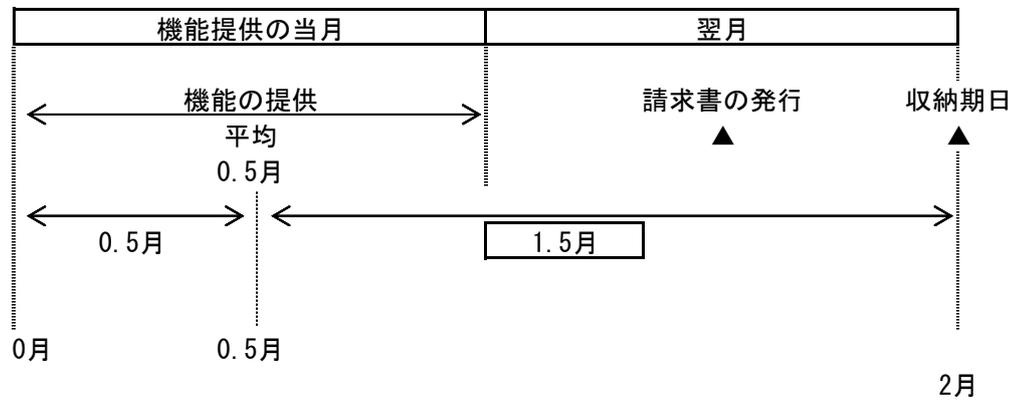 機能提供の当月 翌月
機能の提供 請求書の発行 収納期日
平均 ▲ ▲
0.5月
0.5月 1.5月
0月 0.5月
2月